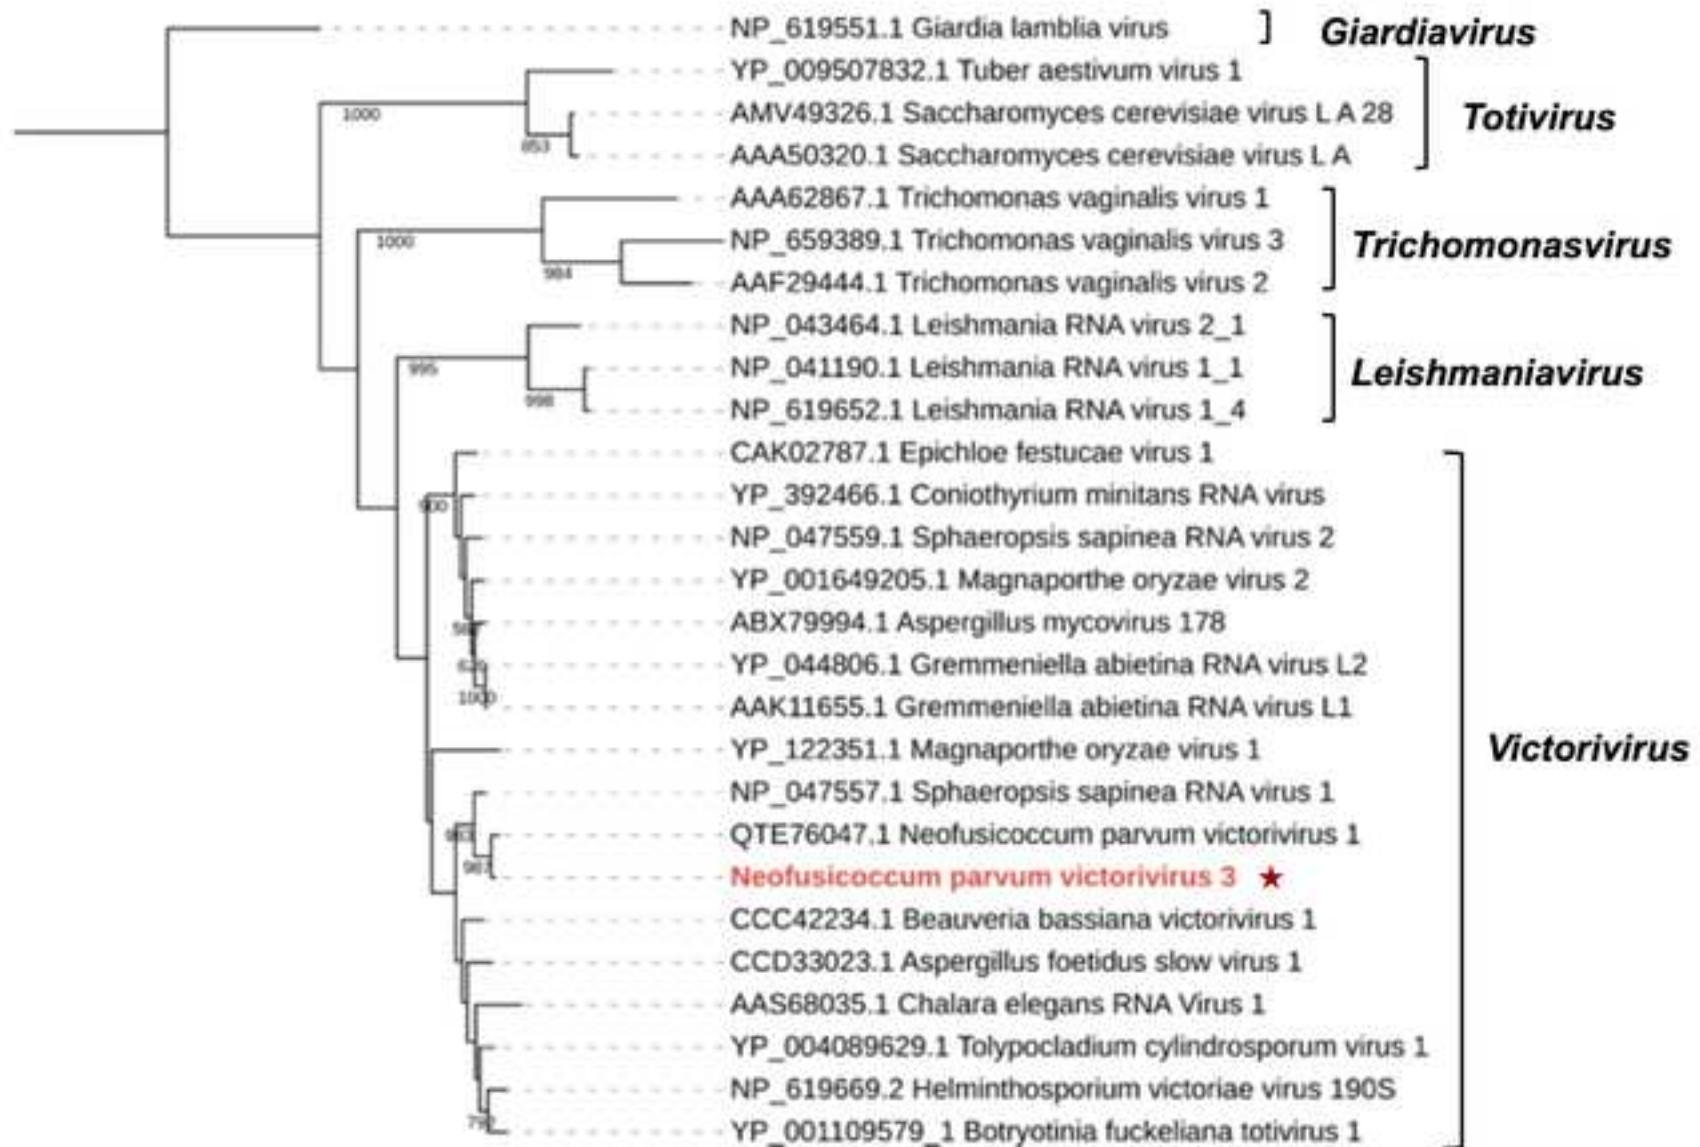 NP_619551.1 Giardia lamblia virus
Giardiavirus
YP_009507832.1 Tuber aestivum virus 1
1000
AMV49326.1 Saccharomyces cerevisiae virus L A 28
Totivirus
853
AAA50320.1 Saccharomyces cerevisiae virus L A
AAA62867.1 Trichomonas vaginalis virus 1
1000
NP_659389.1 Trichomonas vaginalis virus 3
Trichomonasvirus
984
AAF29444.1 Trichomonas vaginalis virus 2
NP_043464.1 Leishmania RNA virus 2_1
995
NP_041190.1 Leishmania RNA virus 1_1
Leishmaniavirus
998
NP_619652.1 Leishmania RNA virus 1_4
CAK02787.1 Epichloe festucae virus 1
YP_392466.1 Coniothyrium minitans RNA virus
900
NP_047559.1 Sphaeropsis sapinea RNA virus 2
YP_001649205.1 Magnaporthe oryzae virus 2
ABX79994.1 Aspergillus mycovirus 178
YP_044806.1 Gremmeniella abietina RNA virus L2
1000
AAK11655.1 Gremmeniella abietina RNA virus L1
YP_122351.1 Magnaporthe oryzae virus 1
Victorivirus
NP_047557.1 Sphaeropsis sapinea RNA virus 1
QTE76047.1 Neofusicoccum parvum victorivirus 1
Neofusicoccum parvum victorivirus 3
CCC42234.1 Beauveria bassiana victorivirus 1
CCD33023.1 Aspergillus foetidus slow virus 1
AAS68035.1 Chalara elegans RNA Virus 1
YP_004089629.1 Tolypocladium cylindrosporum virus 1
NP_619669.2 Helminthosporium victoriae virus 190S
YP_001109579_1 Botryotinia fuckeliana totivirus 1